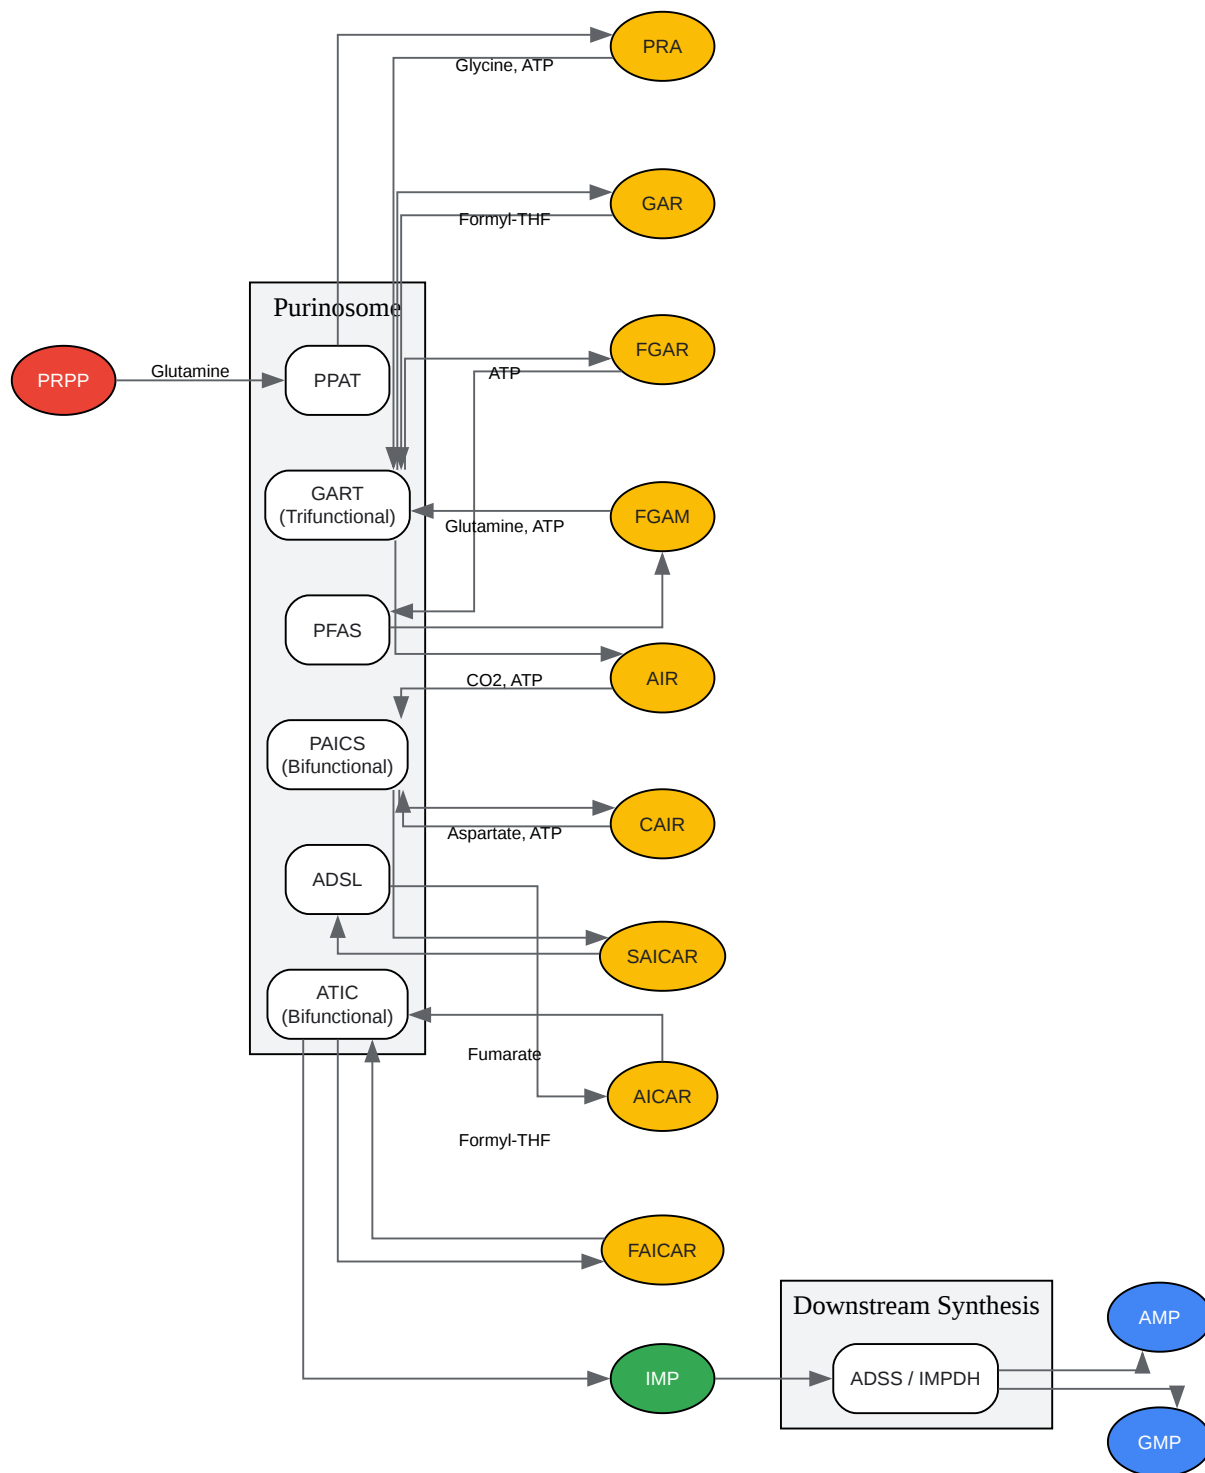 PRA
Glycine, ATP
GAR
Formyl-THF
Purinosome
FGAR
PRPP
Glutamine
PPAT
ATP
GART
(Trifunctional)
FGAM
Glutamine, ATP
PFAS
AIR
CO2, ATP
PAICS
(Bifunctional)
CAIR
Aspartate, ATP
ADSL
SAICAR
ATIC
(Bifunctional)
Fumarate
AICAR
Formyl-THF
FAICAR
Downstream Synthesis
AMP
IMP
ADSS / IMPDH
GMP